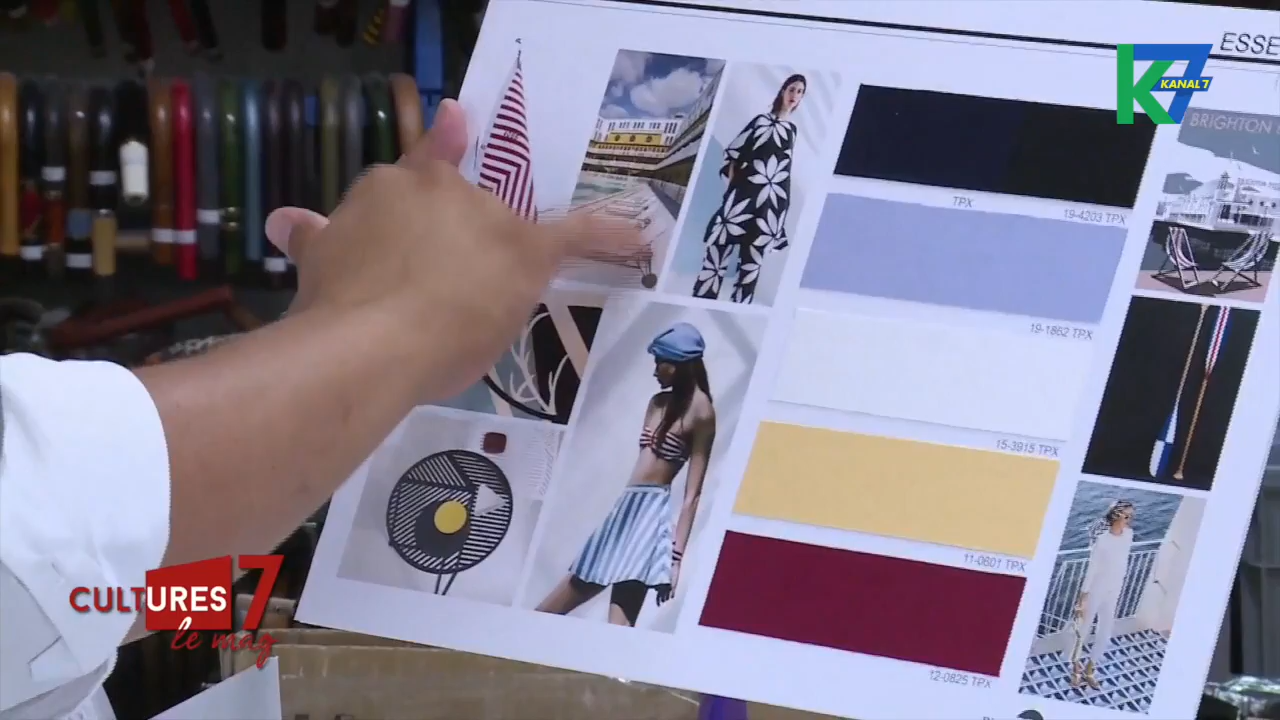 ESSE
K7
KANAL 7
BRIGHTON
TPX
19-4203 TPX
19-1862 TPX
15-3915 TPX
11-0601 TPX
12-0825 TPX
CULTURES 7
le mag